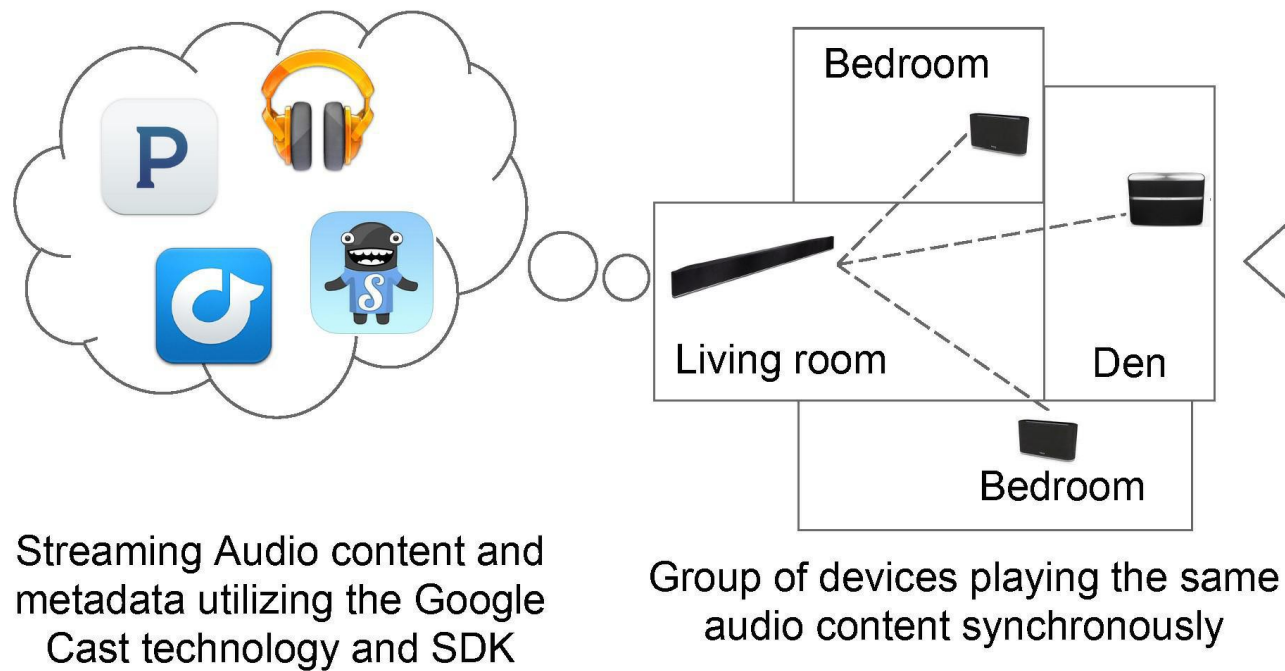 P
S
Bedroom
Living room
Den
Bedroom
Streaming Audio content and
metadata utilizing the Google
Cast technology and SDK
Group of devices playing the same
audio content synchronously